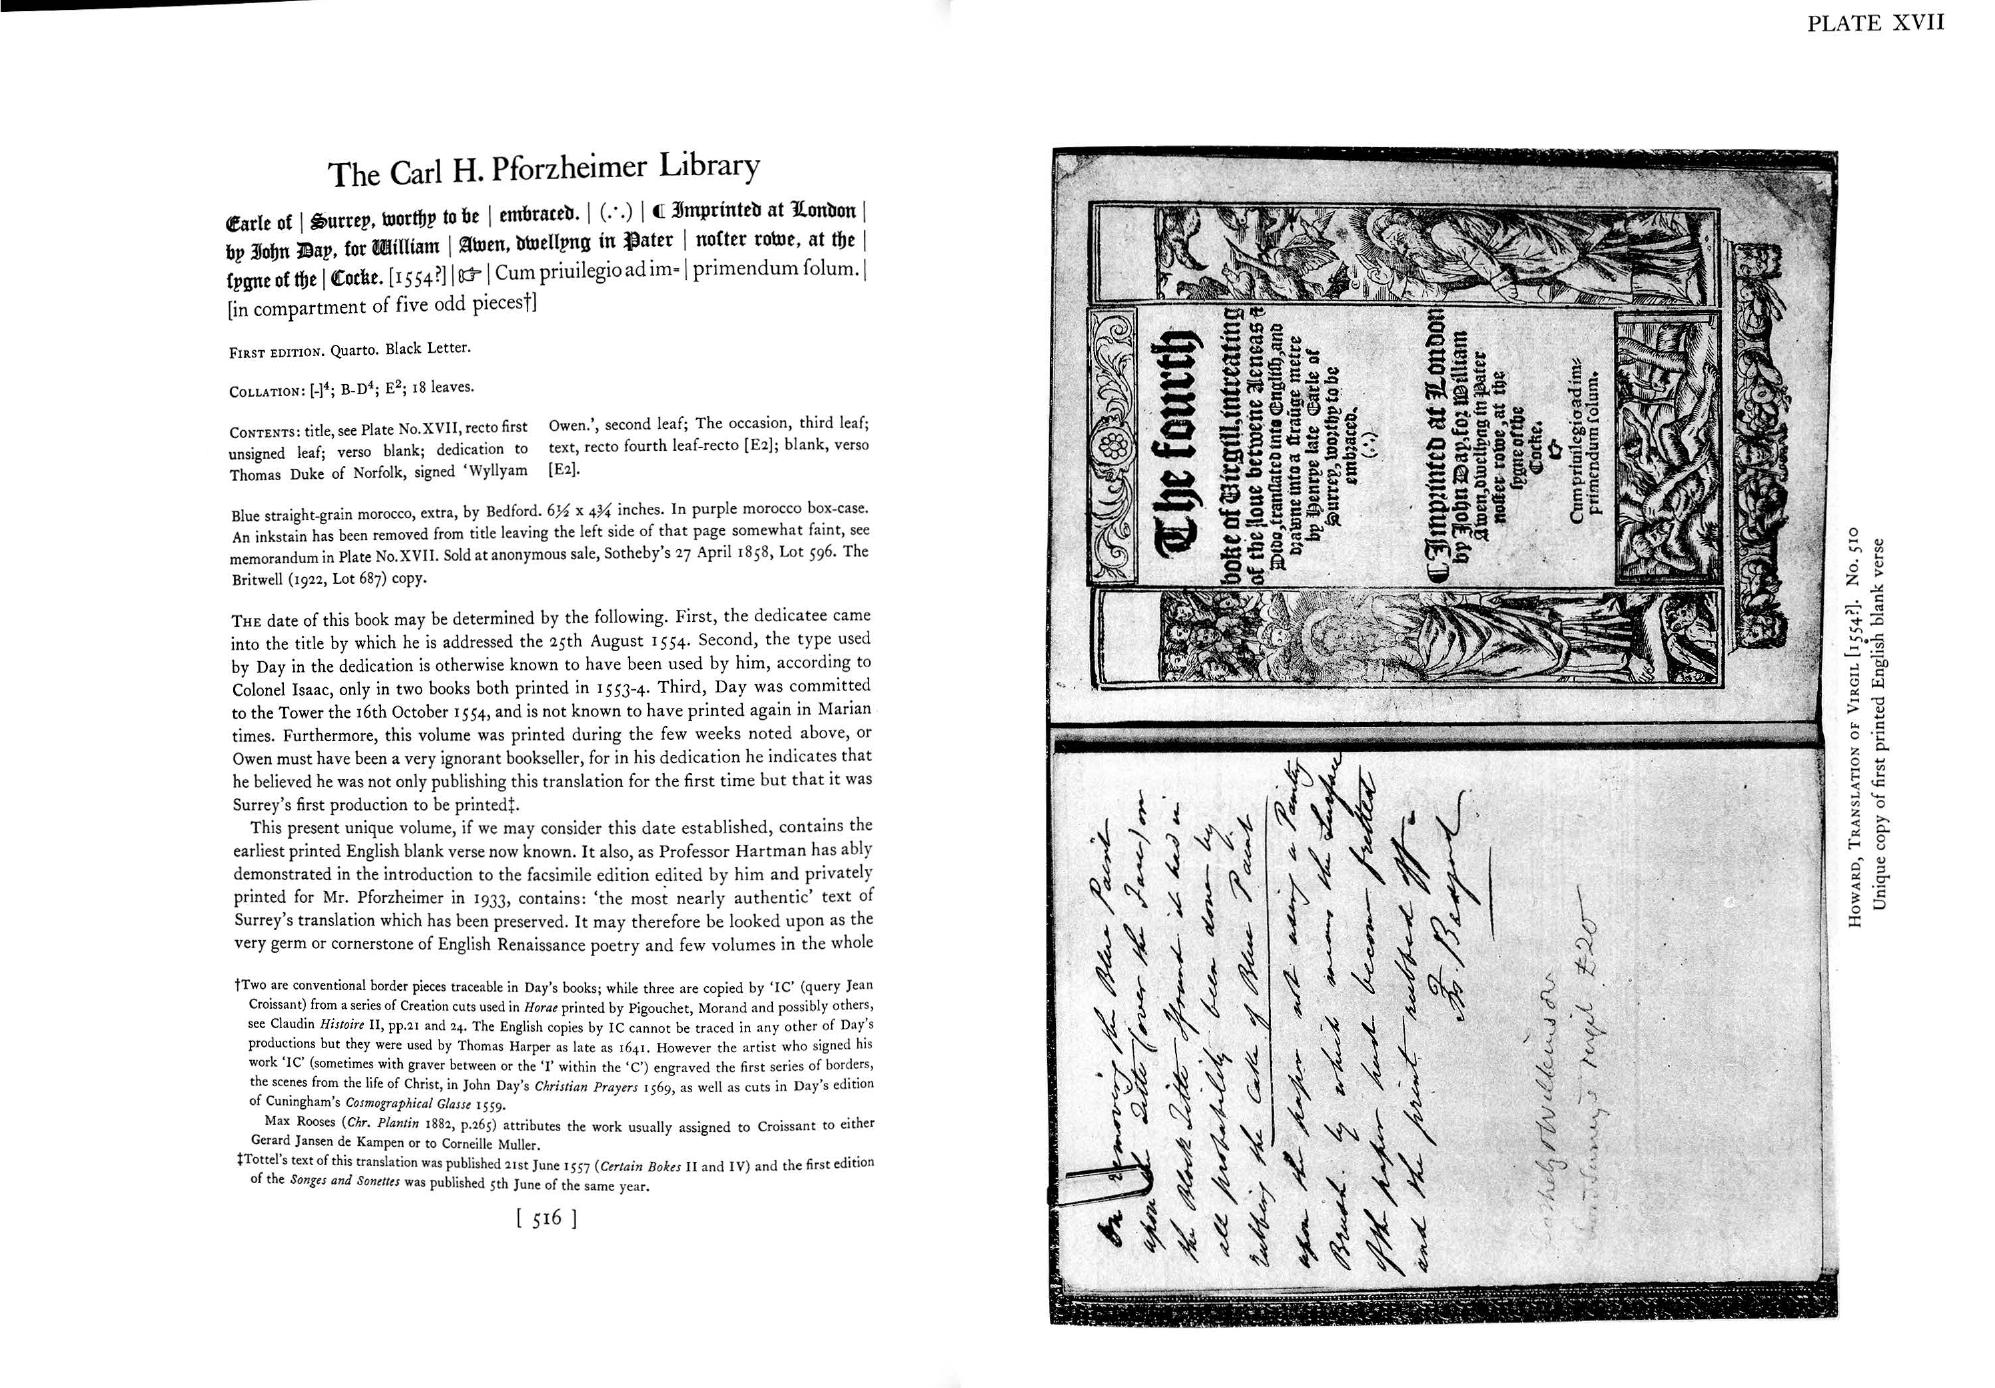 The Carl H. Pforzheimer Library
Earle of | Surrey, worthy to be | embraced. | (.·.) | ¶ Imprinted at London |
by John Day, for William | Awen, dwellyng in Pater | noſter rowe, at the |
ſygne of the | Cocke. [1554?] | ☞ | Cum priuilegio ad im= | primendum ſolum. |
[in compartment of five odd pieces†]
FIRST EDITION. Quarto. Black Letter.
COLLATION: [-]⁴; B-D⁴; E²; 18 leaves.
CONTENTS: title, see Plate No.XVII, recto first
unsigned leaf; verso blank; dedication to
Thomas Duke of Norfolk, signed ‘Wyllyam
Owen.’, second leaf; The occasion, third leaf;
text, recto fourth leaf-recto [E2]; blank, verso
[E2].
Blue straight-grain morocco, extra, by Bedford. 6½ x 4¾ inches. In purple morocco box-case.
An inkstain has been removed from title leaving the left side of that page somewhat faint, see
memorandum in Plate No.XVII. Sold at anonymous sale, Sotheby's 27 April 1858, Lot 596. The
Britwell (1922, Lot 687) copy.
THE date of this book may be determined by the following. First, the dedicatee came
into the title by which he is addressed the 25th August 1554. Second, the type used
by Day in the dedication is otherwise known to have been used by him, according to
Colonel Isaac, only in two books both printed in 1553-4. Third, Day was committed
to the Tower the 16th October 1554, and is not known to have printed again in Marian
times. Furthermore, this volume was printed during the few weeks noted above, or
Owen must have been a very ignorant bookseller, for in his dedication he indicates that
he believed he was not only publishing this translation for the first time but that it was
Surrey's first production to be printed‡.
This present unique volume, if we may consider this date established, contains the
earliest printed English blank verse now known. It also, as Professor Hartman has ably
demonstrated in the introduction to the facsimile edition edited by him and privately
printed for Mr. Pforzheimer in 1933, contains: ‘the most nearly authentic’ text of
Surrey's translation which has been preserved. It may therefore be looked upon as the
very germ or cornerstone of English Renaissance poetry and few volumes in the whole
†Two are conventional border pieces traceable in Day's books; while three are copied by ‘IC’ (query Jean
Croissant) from a series of Creation cuts used in Horae printed by Pigouchet, Morand and possibly others,
see Claudin Histoire II, pp.21 and 24. The English copies by IC cannot be traced in any other of Day's
productions but they were used by Thomas Harper as late as 1641. However the artist who signed his
work ‘IC’ (sometimes with graver between or the ‘I’ within the ‘C’) engraved the first series of borders,
the scenes from the life of Christ, in John Day's Christian Prayers 1569, as well as cuts in Day's edition
of Cuningham's Cosmographical Glasse 1559.
Max Rooses (Chr. Plantin 1882, p.265) attributes the work usually assigned to Croissant to either
Gerard Jansen de Kampen or to Corneille Muller.
‡Tottel's text of this translation was published 21st June 1557 (Certain Bokes II and IV) and the first edition
of the Songes and Sonettes was published 5th June of the same year.
[ 516 ]
PLATE XVII
On removing the Blue Paint
upon the Title (over the Face) on
the Block Title I found it had in
all probability been done by
rubbing the Cake of Blue Paint
upon the paper not using a Painting
Brush by which means the Surface
of the paper had become fretted
and the print rubbed off.
Fr. Bedford
Surrey's Virgil £20
The fourth
boke of Virgill, intreating
of the loue betwene Aeneas &
Dido, translated into English, and
drawne into a straūge metre
by Henrye late Earle of
Surrey, worthy to be
embraced.
(.·.)
¶ Imprinted at London
by John Day, for William
Awen, dwellyng in Pater
noſter rowe, at the
ſygne of the
Cocke.
☞
Cum priuilegio ad im=
primendum ſolum.
HOWARD, TRANSLATION OF VIRGIL [1554?]. No. 510
Unique copy of first printed English blank verse